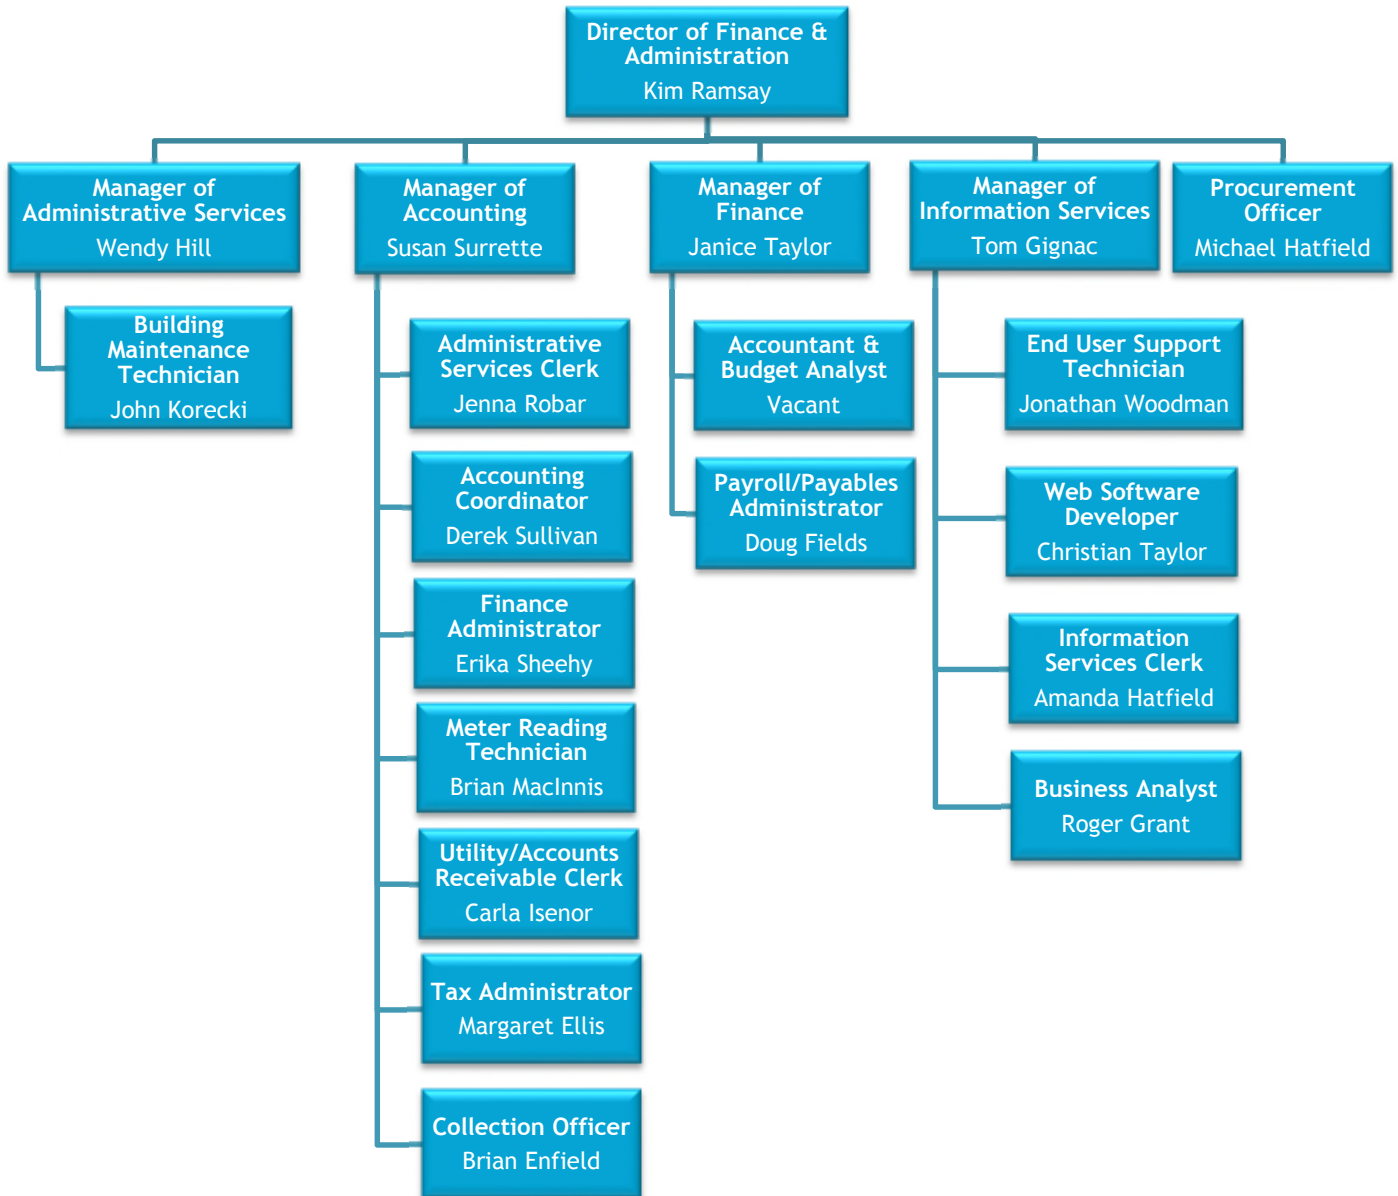 Director of Finance &
Administration
Kim Ramsay
Manager of
Administrative Services
Wendy Hill
Building
Maintenance
Technician
John Korecki
Manager of
Accounting
Susan Surrette
Administrative
Services Clerk
Jenna Robar
Accounting
Coordinator
Derek Sullivan
Finance
Administrator
Erika Sheehy
Meter Reading
Technician
Brian MacInnis
Utility/Accounts
Receivable Clerk
Carla Isenor
Tax Administrator
Margaret Ellis
Collection Officer
Brian Enfield
Manager of
Finance
Janice Taylor
Accountant &
Budget Analyst
Vacant
Payroll/Payables
Administrator
Doug Fields
Manager of
Information Services
Tom Gignac
End User Support
Technician
Jonathan Woodman
Web Software
Developer
Christian Taylor
Information
Services Clerk
Amanda Hatfield
Business Analyst
Roger Grant
Procurement
Officer
Michael Hatfield